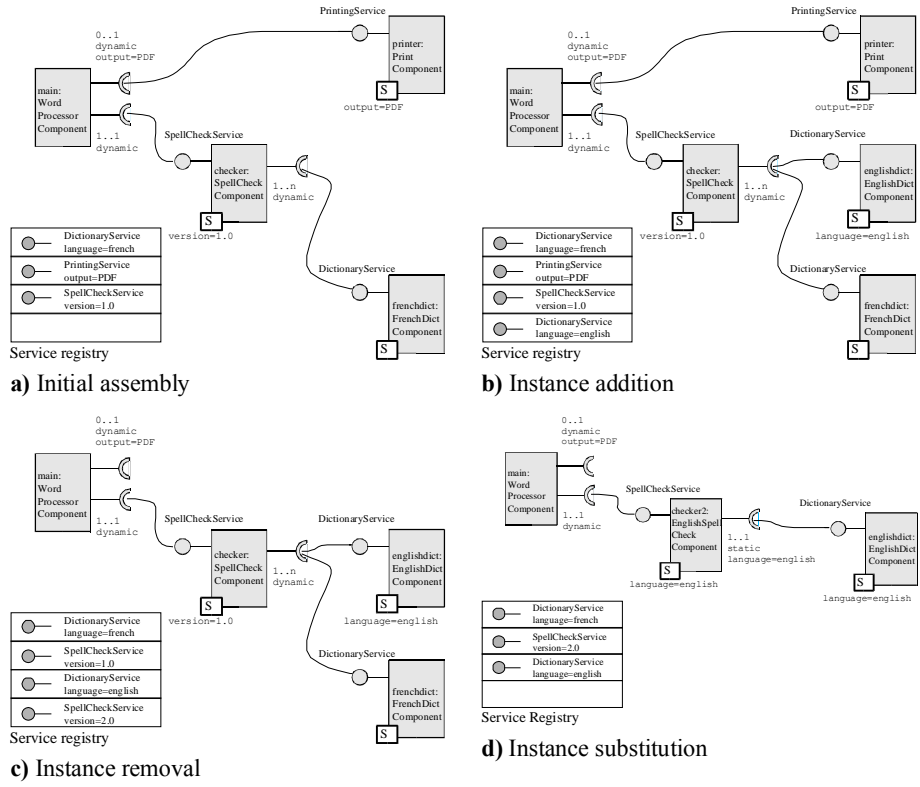 PrintingService
0..1
dynamic
output=PDF
printer:
Print
Component
S
output=PDF
main:
Word
Processor
Component
1..1
dynamic
SpellCheckService
checker:
SpellCheck
Component
1..n
dynamic
S
version=1.0
DictionaryService
language=french
PrintingService
output=PDF
SpellCheckService
version=1.0
Service registry
DictionaryService
frenchdict:
FrenchDict
Component
S
a) Initial assembly
PrintingService
0..1
dynamic
output=PDF
printer:
Print
Component
S
output=PDF
main:
Word
Processor
Component
1..1
dynamic
SpellCheckService
DictionaryService
checker:
SpellCheck
Component
1..n
dynamic
englishdict:
EnglishDict
Component
S
version=1.0
S
language=english
DictionaryService
language=french
PrintingService
output=PDF
SpellCheckService
version=1.0
DictionaryService
language=english
Service registry
DictionaryService
frenchdict:
FrenchDict
Component
S
b) Instance addition
0..1
dynamic
output=PDF
main:
Word
Processor
Component
1..1
dynamic
SpellCheckService
DictionaryService
checker:
SpellCheck
Component
1..n
dynamic
englishdict:
EnglishDict
Component
S
version=1.0
S
language=english
DictionaryService
language=french
SpellCheckService
version=1.0
DictionaryService
language=english
SpellCheckService
version=2.0
Service registry
DictionaryService
frenchdict:
FrenchDict
Component
S
c) Instance removal
0..1
dynamic
output=PDF
main:
Word
Processor
Component
1..1
dynamic
SpellCheckService
checker2:
EnglishSpell
Check
Component
S
language=english
1..1
static
language=english
DictionaryService
englishdict:
EnglishDict
Component
S
language=english
DictionaryService
language=french
SpellCheckService
version=2.0
DictionaryService
language=english
Service Registry
d) Instance substitution